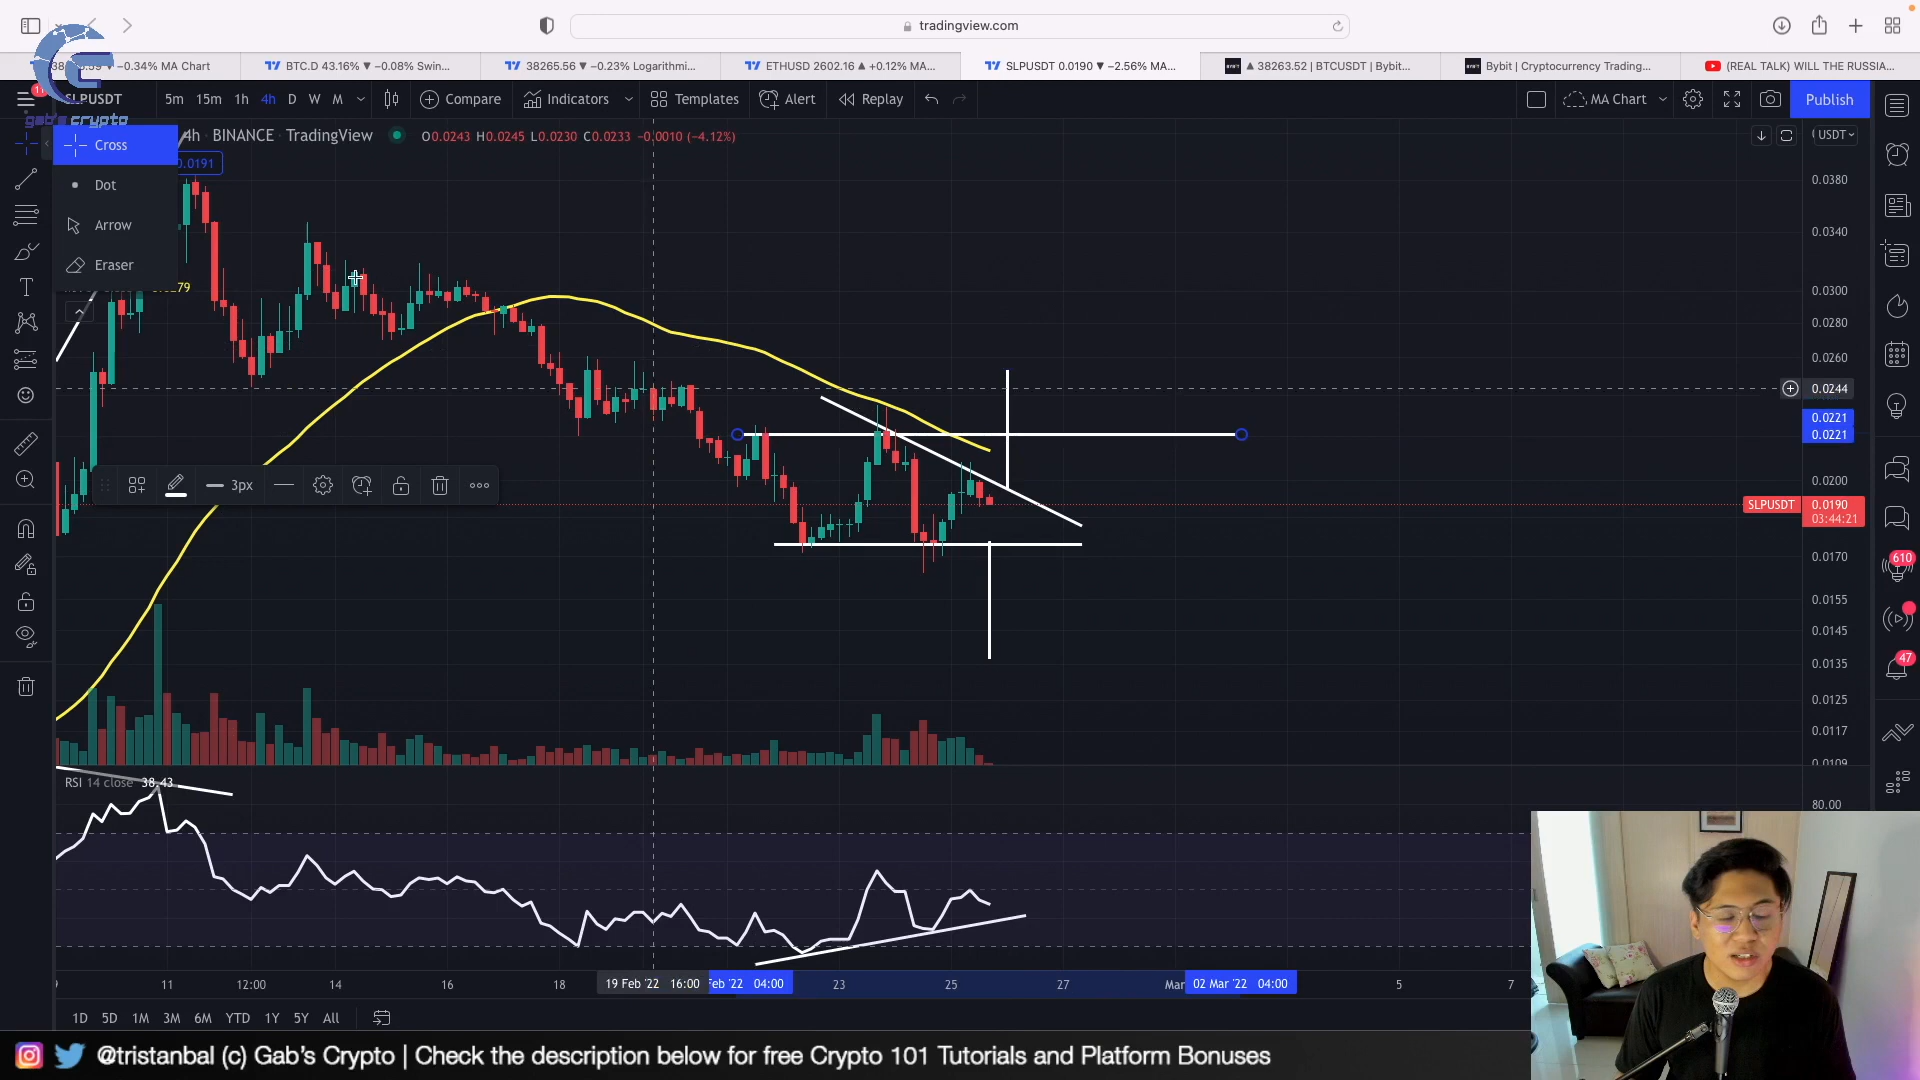 tradingview.com
−0.34% MA Chart
BTC.D 43.16% ▼ −0.08% Swin...
38265.56 ▼ −0.23% Logarithmi...
ETHUSD 2602.16 ▲ +0.12% MA...
SLPUSDT 0.0190 ▼ −2.56% MA...
▲ 38263.52 | BTCUSDT | Bybit...
Bybit | Cryptocurrency Trading...
(REAL TALK) WILL THE RUSSIA...
SLPUSDT 5m 15m 1h 4h D W M Compare Indicators Templates Alert Replay MA Chart Publish
gab's crypto
4h BINANCE TradingView O0.0243 H0.0245 L0.0230 C0.0233 −0.0010 (−4.12%)
USDT
Cross
0.0191
Dot
Arrow
Eraser
0.0380
0.0340
0.0300
0.0280
0.0260
0.0244
0.0221
0.0221
0.0200
SLPUSDT 0.0190
03:44:21
0.0170
0.0155
0.0145
0.0135
0.0125
0.0117
0.0109
3px
610
47
RSI 14 close 38.43
80.00
11 12:00 14 16 18 19 Feb '22 16:00 Feb '22 04:00 23 25 27 Mar 02 Mar '22 04:00 5 7
1D 5D 1M 3M 6M YTD 1Y 5Y All
@tristanbal (c) Gab's Crypto | Check the description below for free Crypto 101 Tutorials and Platform Bonuses